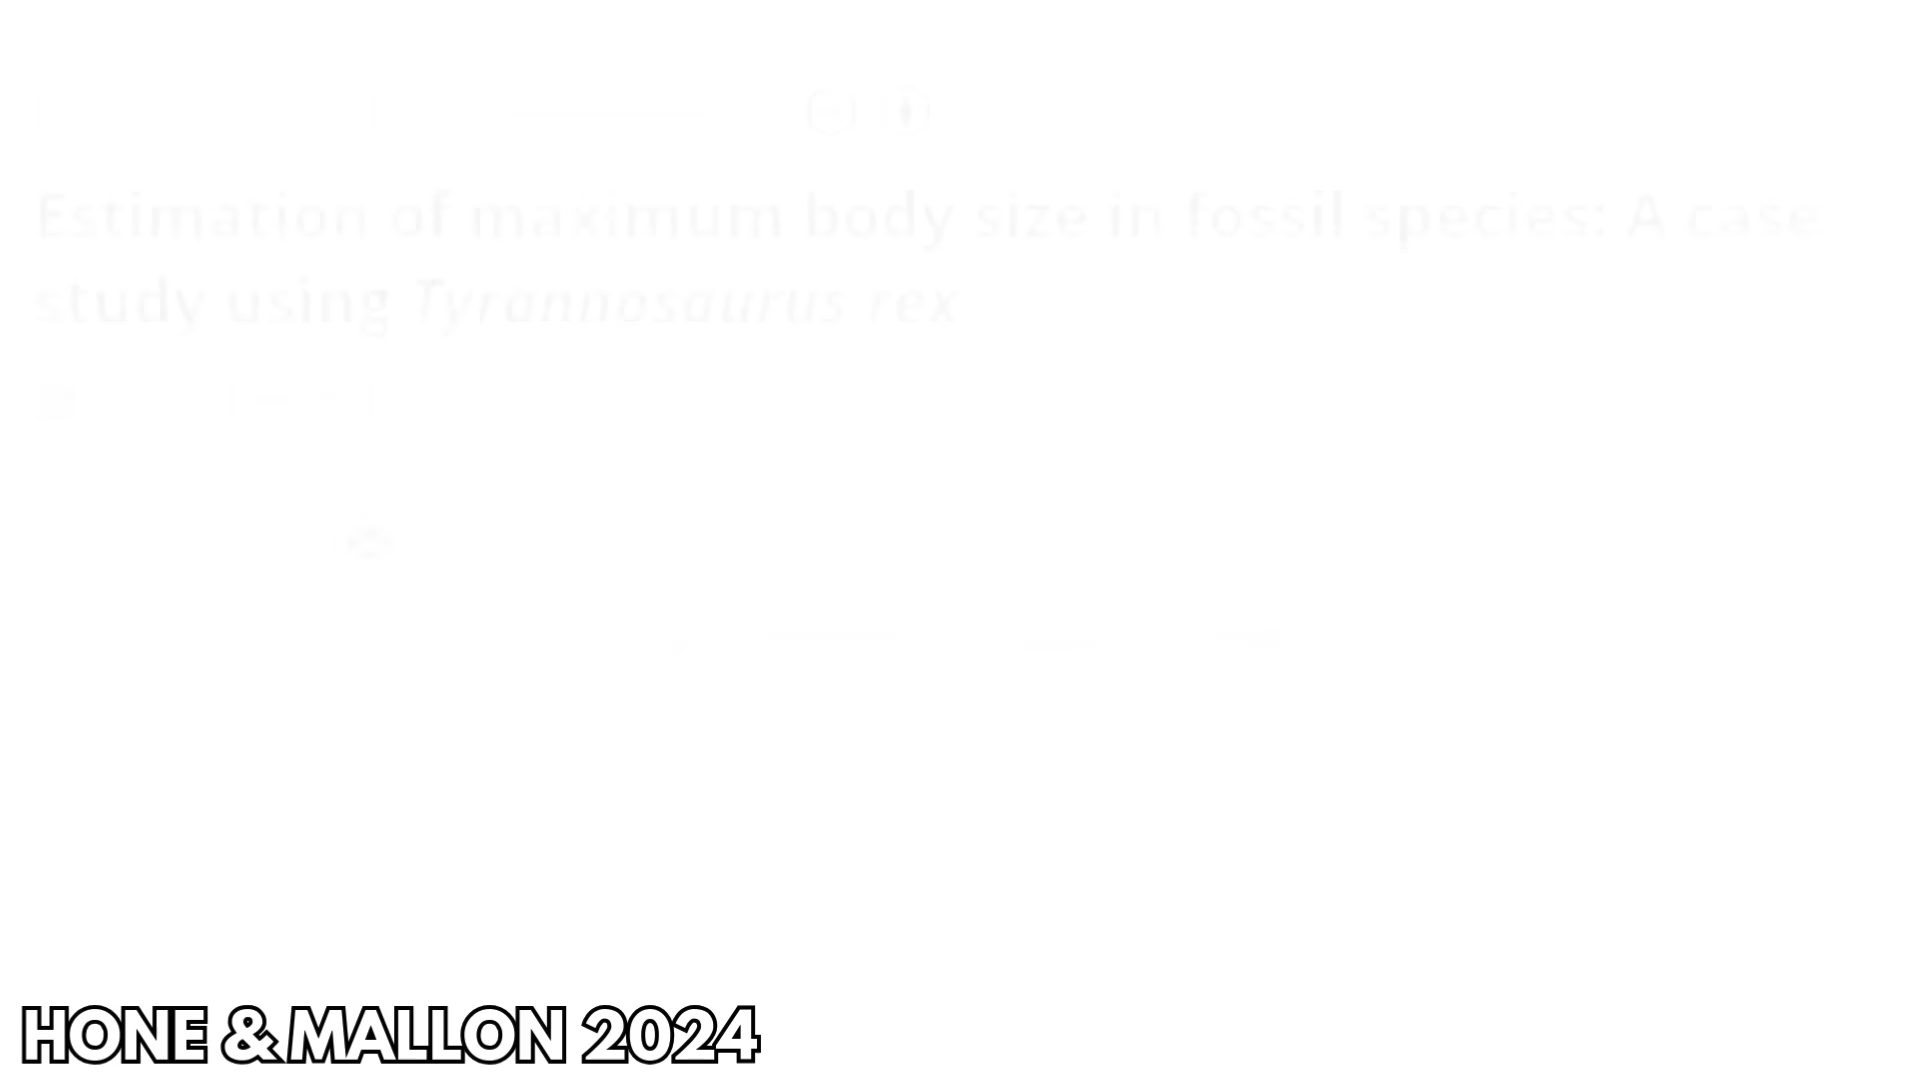 Estimation of maximum body size in fossil species: A case
study using Tyrannosaurus rex
HONE & MALLON 2024